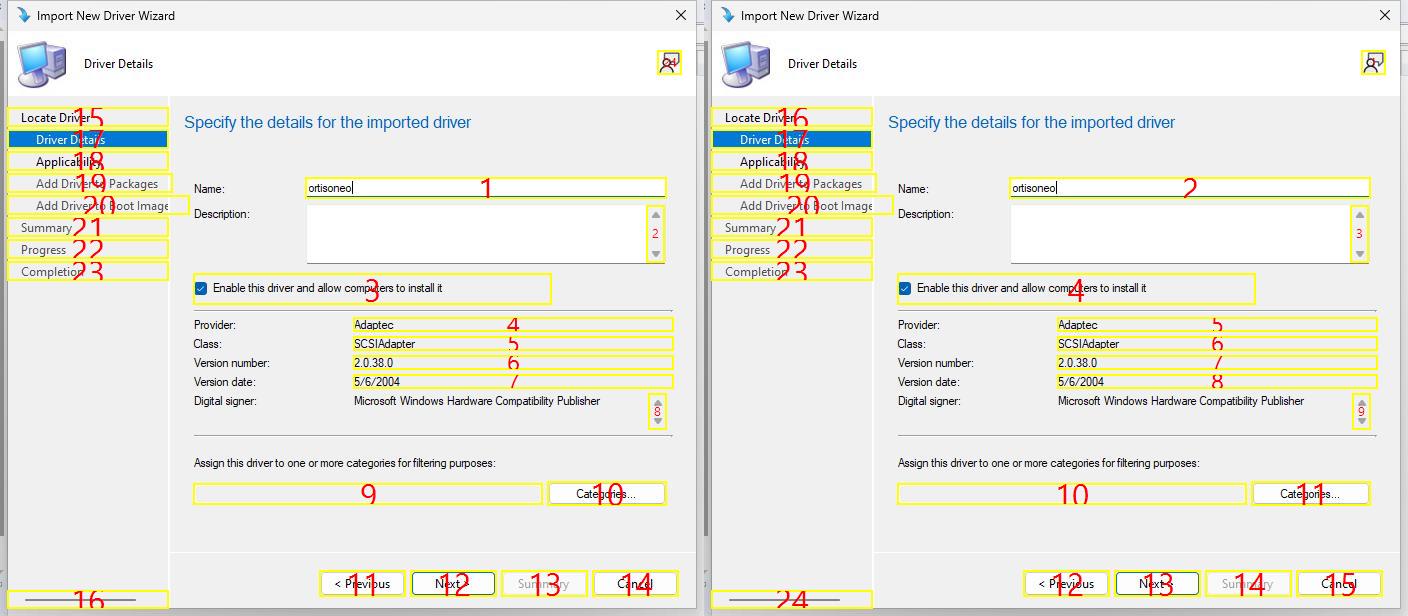 Import New Driver Wizard
Driver Details
24
15
Locate Driver
17
Driver Details
18
Applicability
19
Add Driver to Packages
20
Add Driver to Boot Image
21
Summary
22
Progress
23
Completion
16
Specify the details for the imported driver
Name: ortisoneo 1
Description: 2
Enable this driver and allow computers to install it 3
Provider: Adaptec 4
Class: SCSIAdapter 5
Version number: 2.0.38.0 6
Version date: 5/6/2004 7
Digital signer: Microsoft Windows Hardware Compatibility Publisher 8
Assign this driver to one or more categories for filtering purposes:
9 Categories... 10
< Previous 11 Next > 12 Summary 13 Cancel 14
Import New Driver Wizard
Driver Details
16
Locate Driver
17
Driver Details
18
Applicability
19
Add Driver to Packages
20
Add Driver to Boot Image
21
Summary
22
Progress
23
Completion
24
Specify the details for the imported driver
Name: ortisoneo 2
Description: 3
Enable this driver and allow computers to install it 4
Provider: Adaptec 5
Class: SCSIAdapter 6
Version number: 2.0.38.0 7
Version date: 5/6/2004 8
Digital signer: Microsoft Windows Hardware Compatibility Publisher 9
Assign this driver to one or more categories for filtering purposes:
10 Categories... 11
< Previous 12 Next > 13 Summary 14 Cancel 15